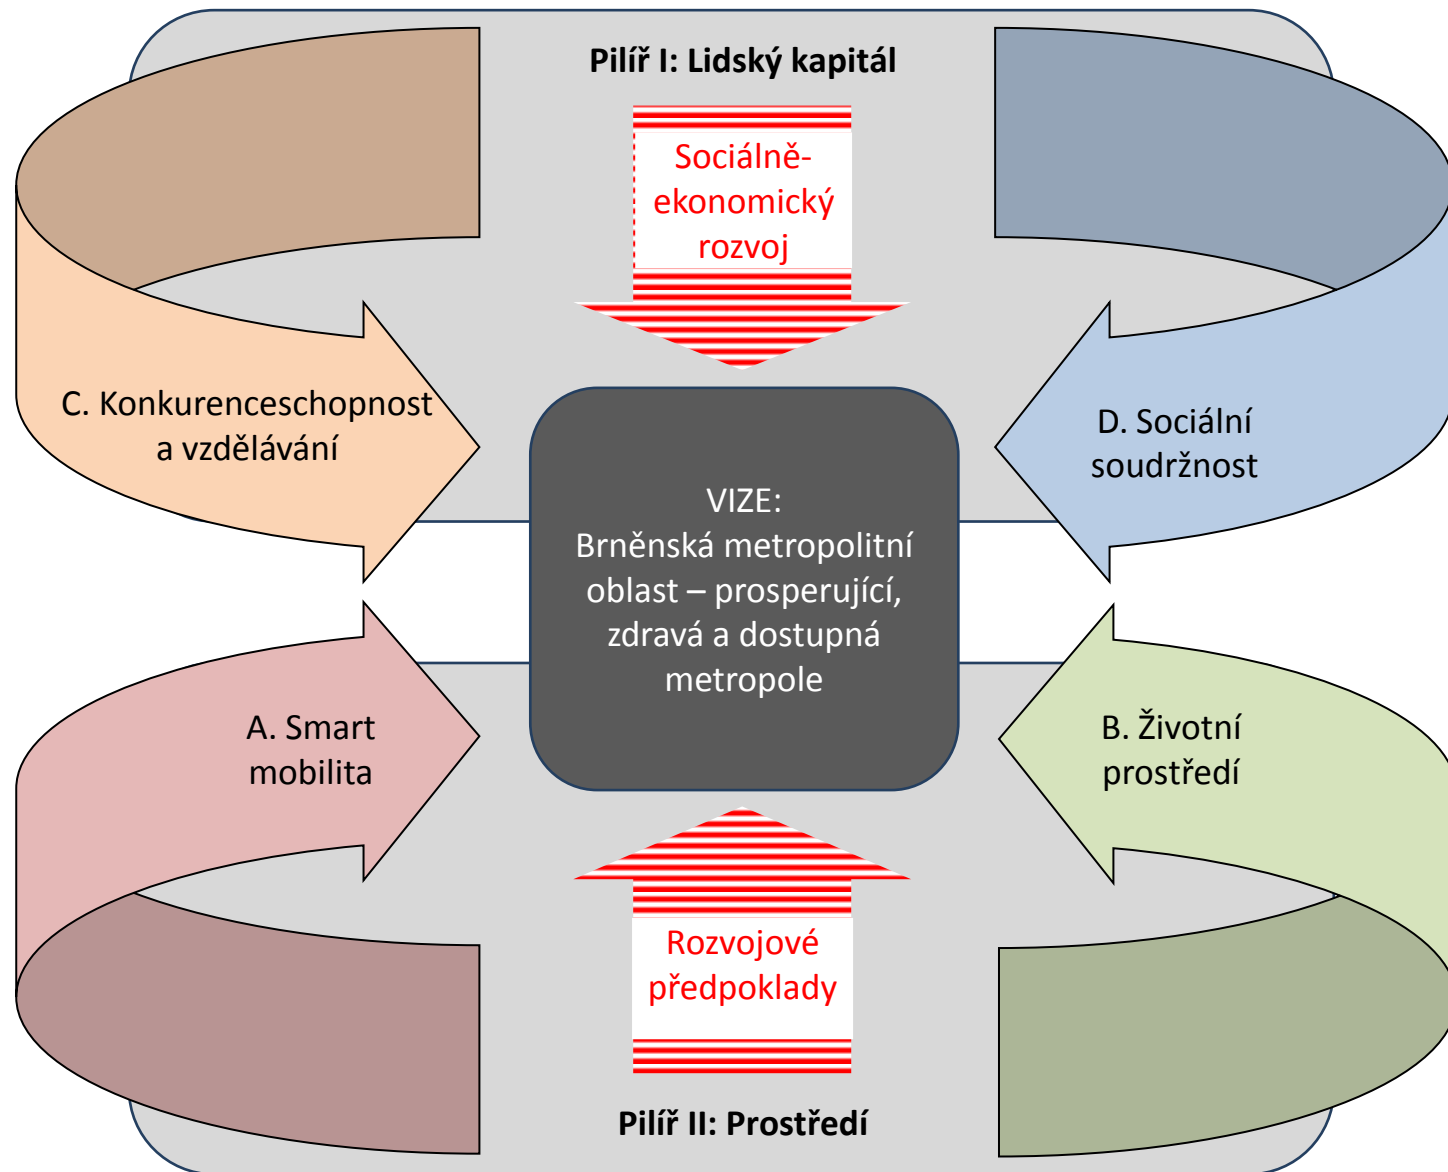 Pilíř I: Lidský kapitál
Sociálně-
ekonomický
rozvoj
C. Konkurenceschopnost
a vzdělávání
D. Sociální
soudržnost
VIZE:
Brněnská metropolitní
oblast – prosperující,
zdravá a dostupná
metropole
A. Smart
mobilita
B. Životní
prostředí
Rozvojové
předpoklady
Pilíř II: Prostředí